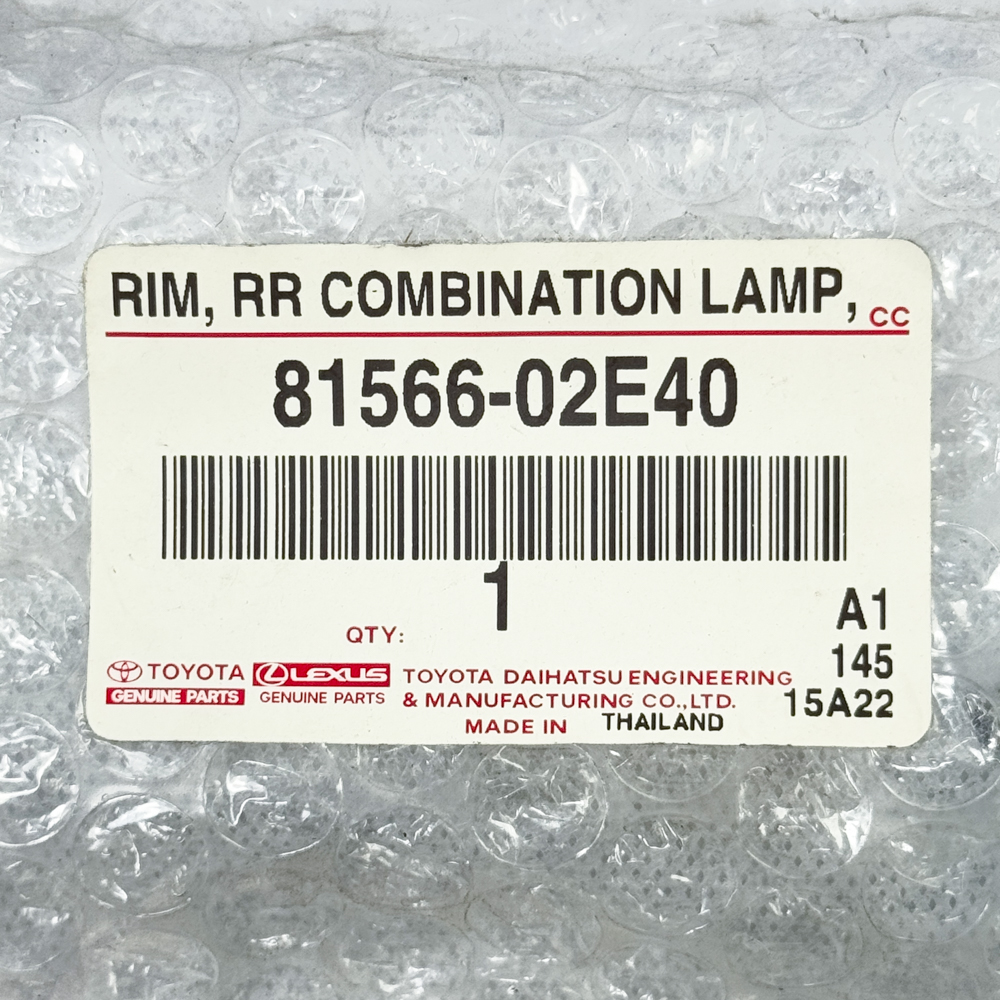 RIM, RR COMBINATION LAMP, CC
81566-02E40
1
QTY:
A1
145
15A22
TOYOTA
GENUINE PARTS
LEXUS
GENUINE PARTS
TOYOTA DAIHATSU ENGINEERING
& MANUFACTURING CO.,LTD.
MADE IN THAILAND